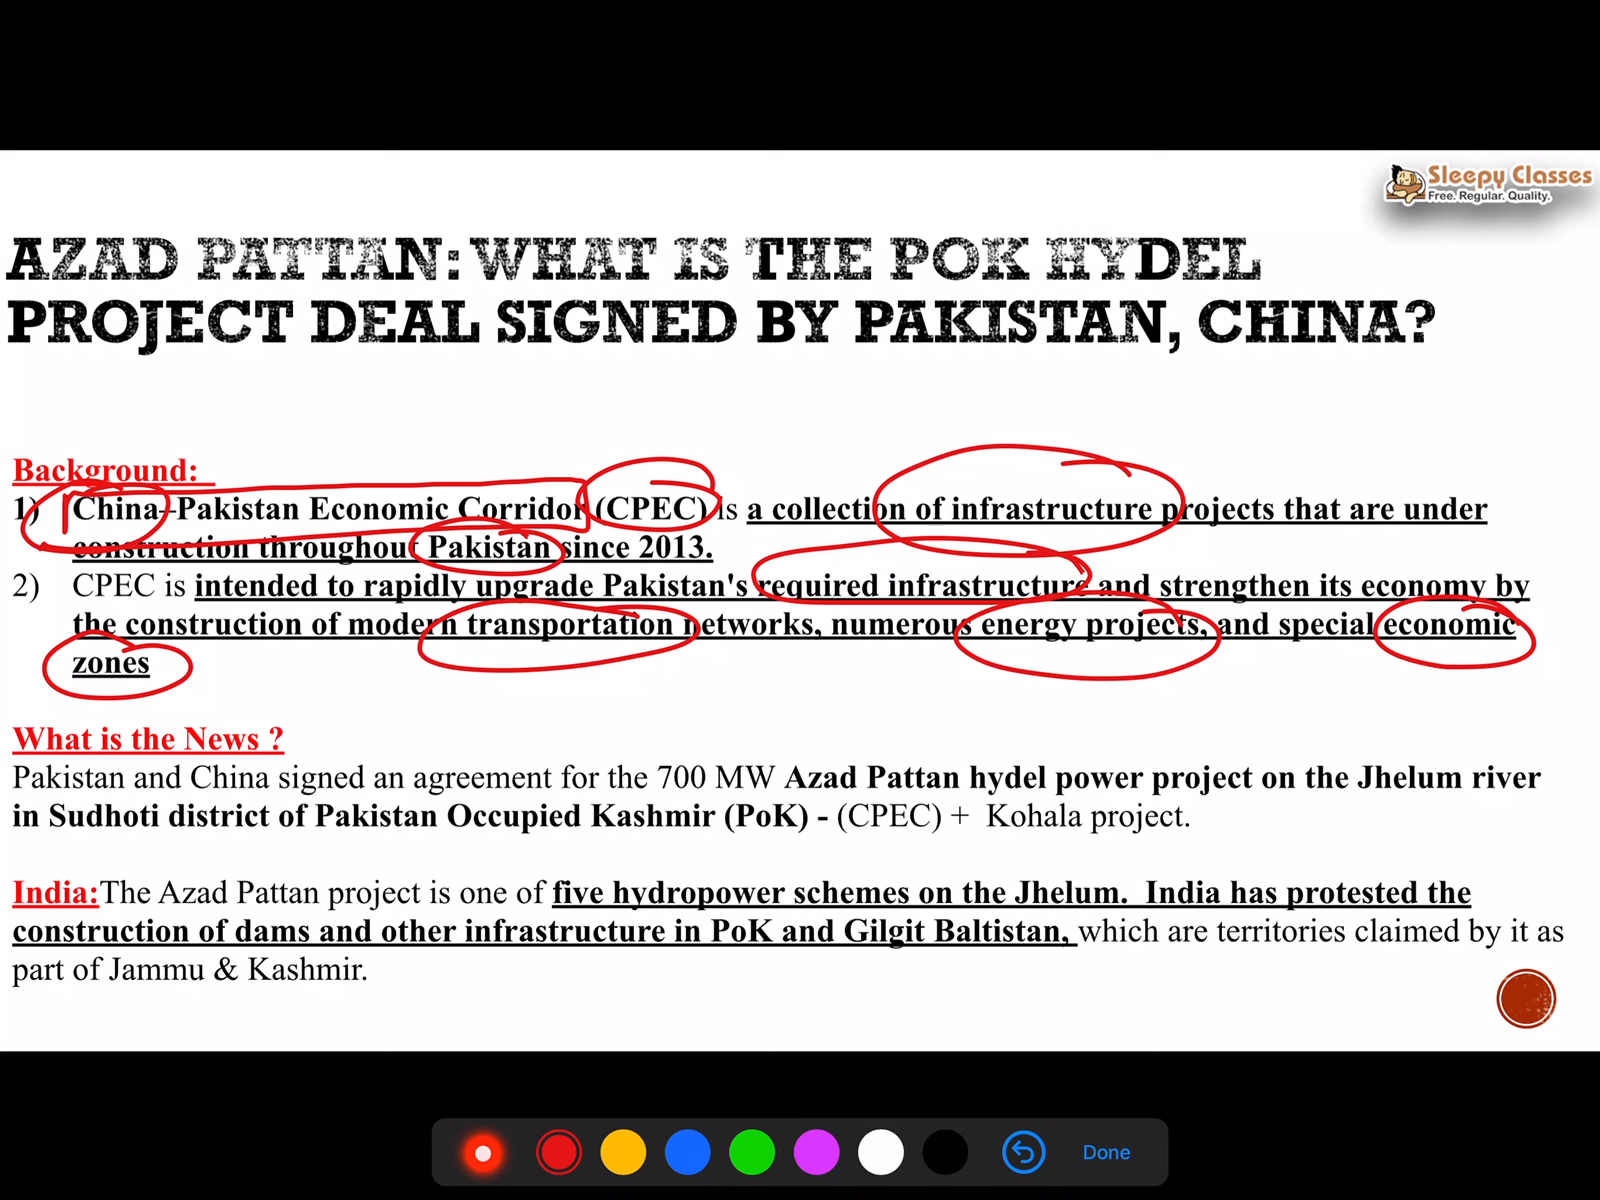 Sleepy Classes
Free. Regular. Quality.
AZAD PATTAN: WHAT IS THE POK HYDEL
PROJECT DEAL SIGNED BY PAKISTAN, CHINA?
Background:
1) China–Pakistan Economic Corridor (CPEC) is a collection of infrastructure projects that are under
construction throughout Pakistan since 2013.
2) CPEC is intended to rapidly upgrade Pakistan's required infrastructure and strengthen its economy by
the construction of modern transportation networks, numerous energy projects, and special economic
zones
What is the News ?
Pakistan and China signed an agreement for the 700 MW Azad Pattan hydel power project on the Jhelum river
in Sudhoti district of Pakistan Occupied Kashmir (PoK) - (CPEC) + Kohala project.
India:The Azad Pattan project is one of five hydropower schemes on the Jhelum. India has protested the
construction of dams and other infrastructure in PoK and Gilgit Baltistan, which are territories claimed by it as
part of Jammu & Kashmir.
Done